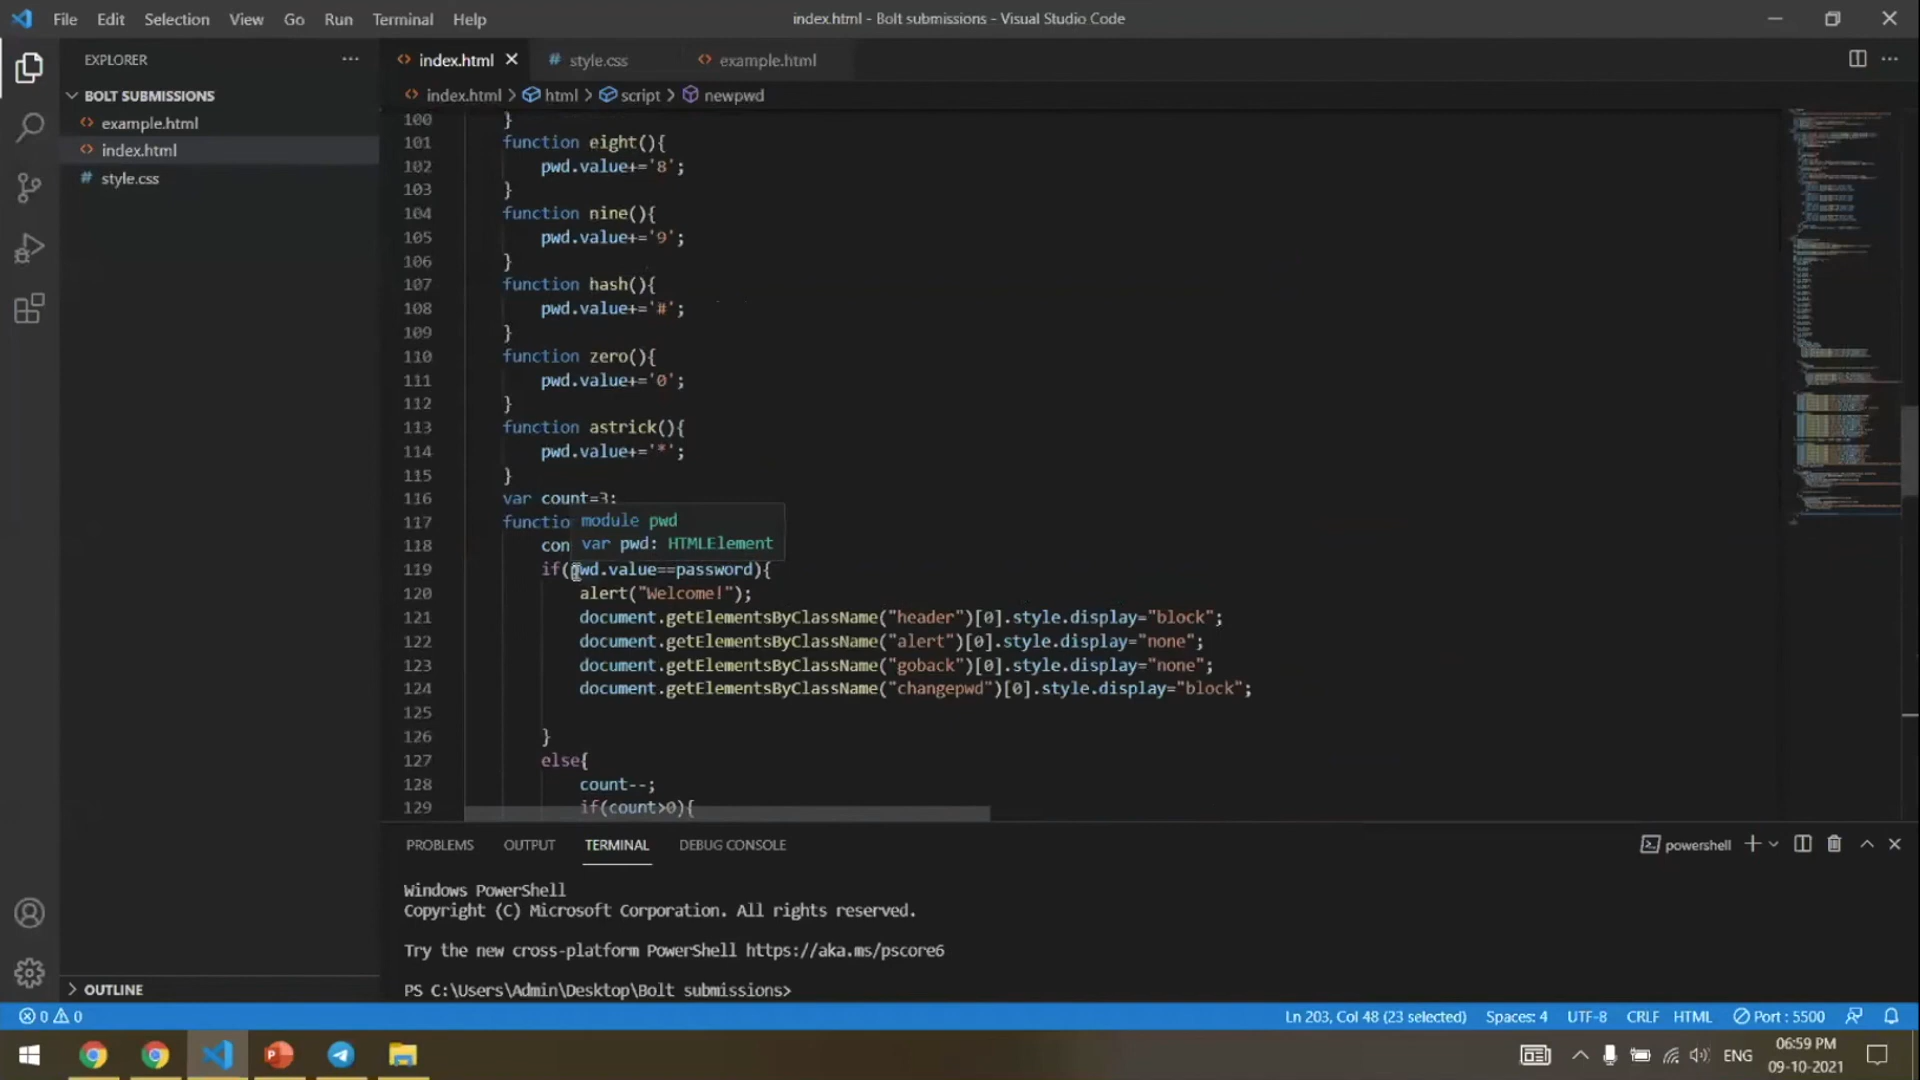 File Edit Selection View Go Run Terminal Help
index.html - Bolt submissions - Visual Studio Code
EXPLORER
BOLT SUBMISSIONS
example.html
index.html
style.css
OUTLINE
index.html
style.css
example.html
index.html > html > script > newpwd
100 }
101 function eight(){
102 pwd.value+='8';
103 }
104 function nine(){
105 pwd.value+='9';
106 }
107 function hash(){
108 pwd.value+='#';
109 }
110 function zero(){
111 pwd.value+='0';
112 }
113 function astrick(){
114 pwd.value+='*';
115 }
116 var count=3;
117 functio
module pwd
118 con
var pwd: HTMLElement
119 if(pwd.value==password){
120 alert("Welcome!");
121 document.getElementsByClassName("header")[0].style.display="block";
122 document.getElementsByClassName("alert")[0].style.display="none";
123 document.getElementsByClassName("goback")[0].style.display="none";
124 document.getElementsByClassName("changepwd")[0].style.display="block";
125
126 }
127 else{
128 count--;
129 if(count>0){
PROBLEMS OUTPUT TERMINAL DEBUG CONSOLE
powershell
Windows PowerShell
Copyright (C) Microsoft Corporation. All rights reserved.
Try the new cross-platform PowerShell https://aka.ms/pscore6
PS C:\Users\Admin\Desktop\Bolt submissions>
0 0
Ln 203, Col 48 (23 selected) Spaces: 4 UTF-8 CRLF HTML Port : 5500
ENG
06:59 PM
09-10-2021